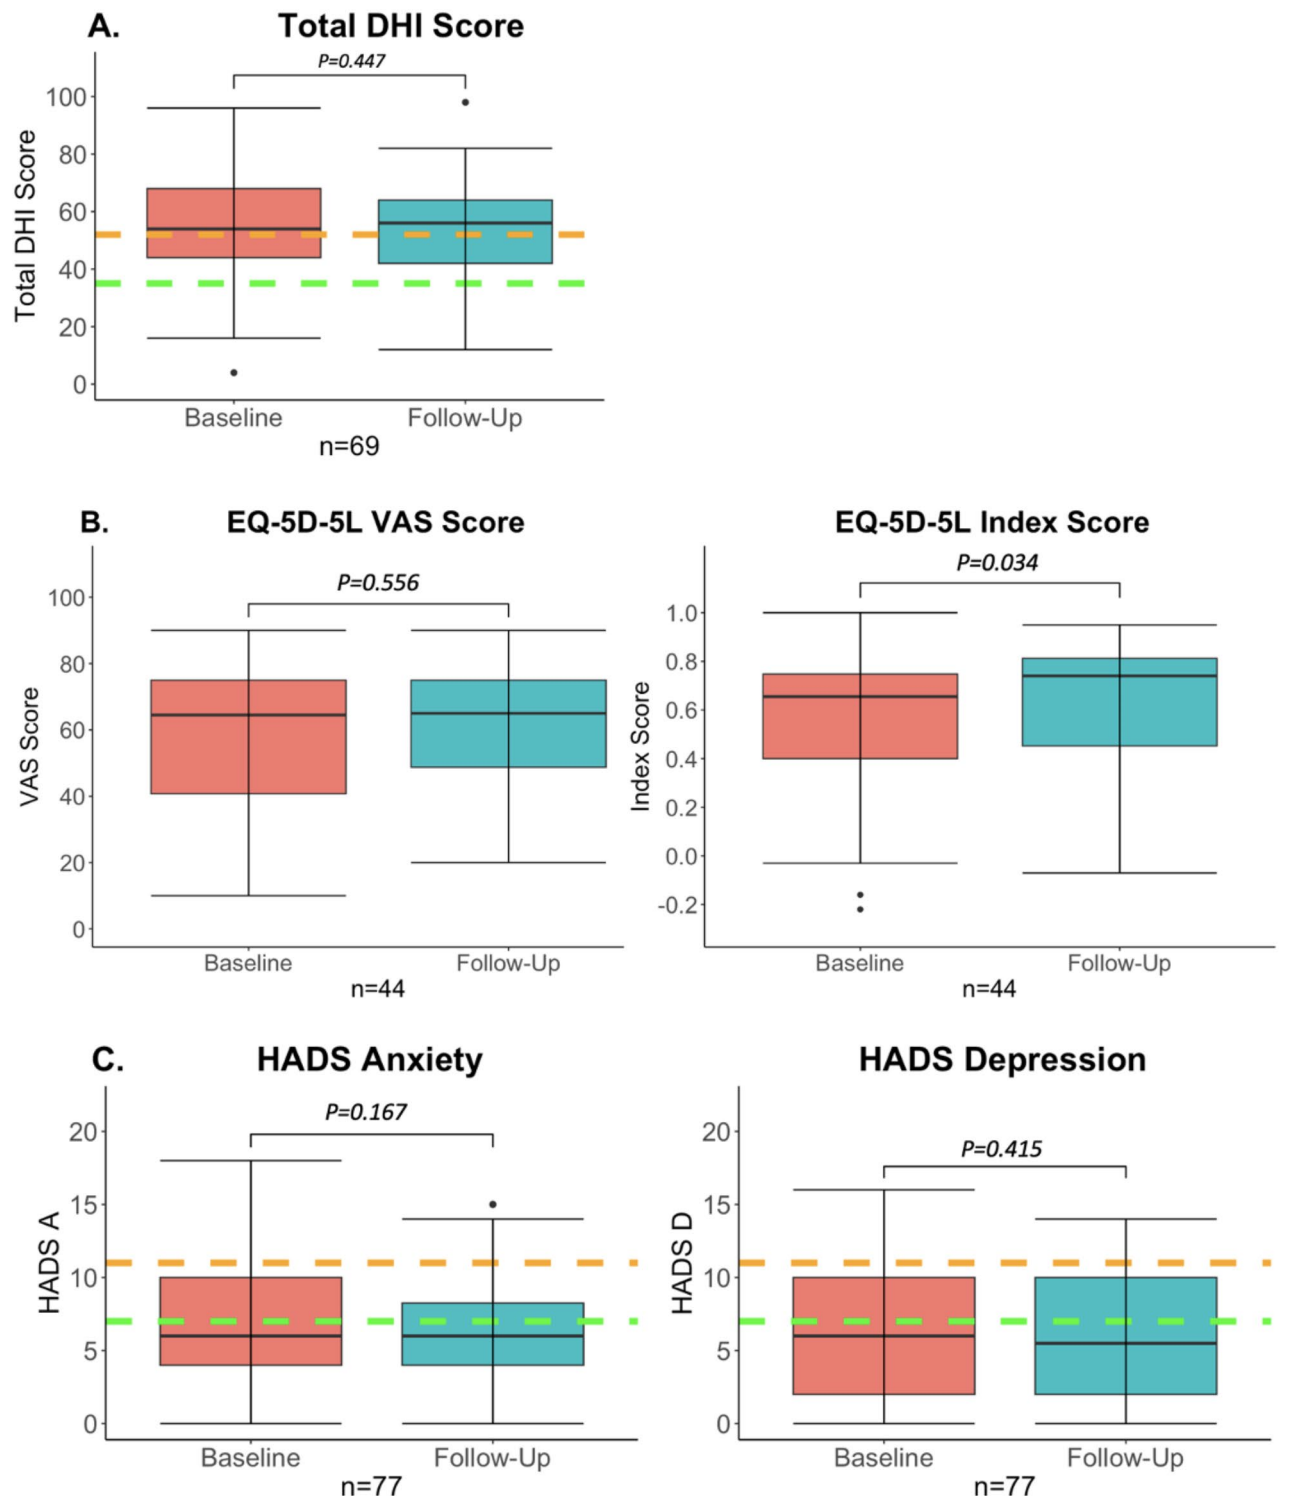 A. Total DHI Score
P=0.447
100
80
60
40
20
0
Total DHI Score
Baseline Follow-Up
n=69
B. EQ-5D-5L VAS Score
P=0.556
100
80
60
40
20
0
VAS Score
Baseline Follow-Up
n=44
EQ-5D-5L Index Score
P=0.034
1.0
0.8
0.6
0.4
0.2
0.0
-0.2
Index Score
Baseline Follow-Up
n=44
C. HADS Anxiety
P=0.167
20
15
10
5
0
HADS A
Baseline Follow-Up
n=77
HADS Depression
P=0.415
20
15
10
5
0
HADS D
Baseline Follow-Up
n=77